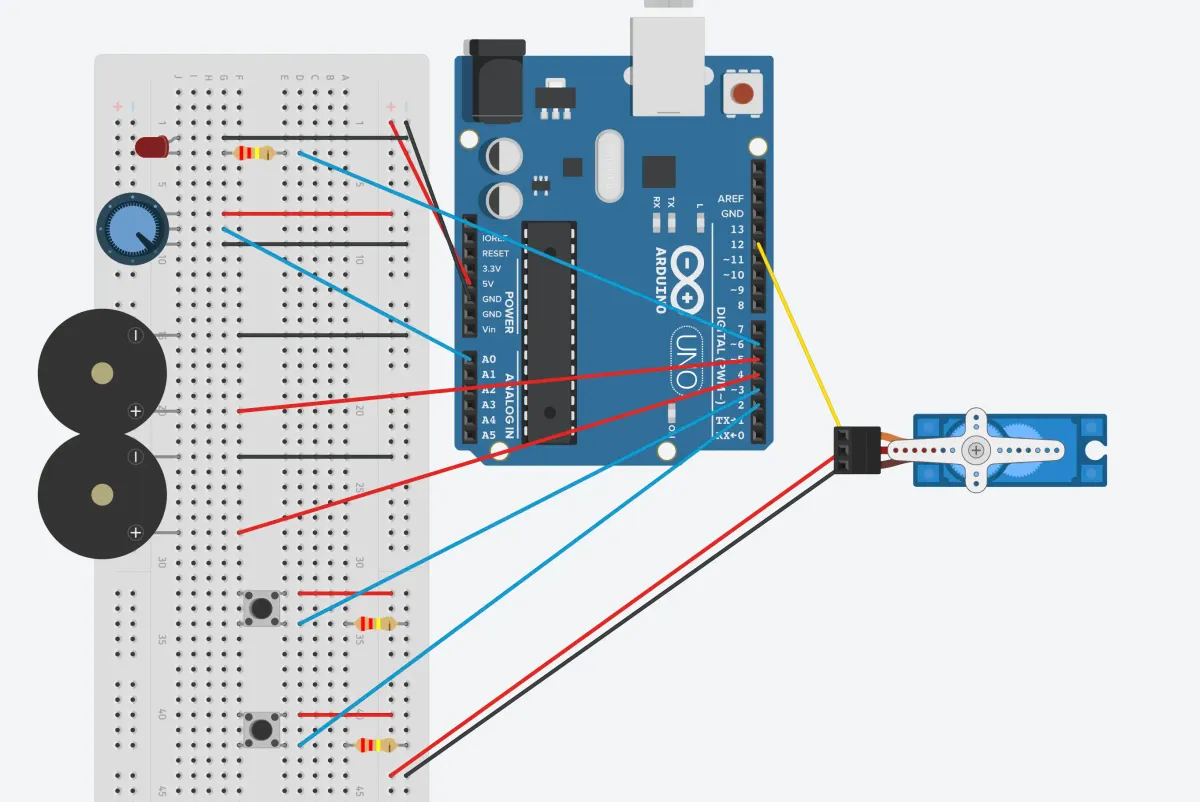 J I H G F E D C B A
+ − + −
1 1
5 5
10 10
15 15
20 20
25 25
30 30
35 35
40 40
45 45
−
+
−
+
IOREF
RESET
3.3V
5V
GND
GND
Vin
A0
A1
A2
A3
A4
A5
POWER
ANALOG IN
RX TX L
ARDUINO
UNO
ON
DIGITAL (PWM~)
AREF
GND
13
12
~11
~10
~9
8
7
~6
~5
4
~3
2
TX→1
RX←0